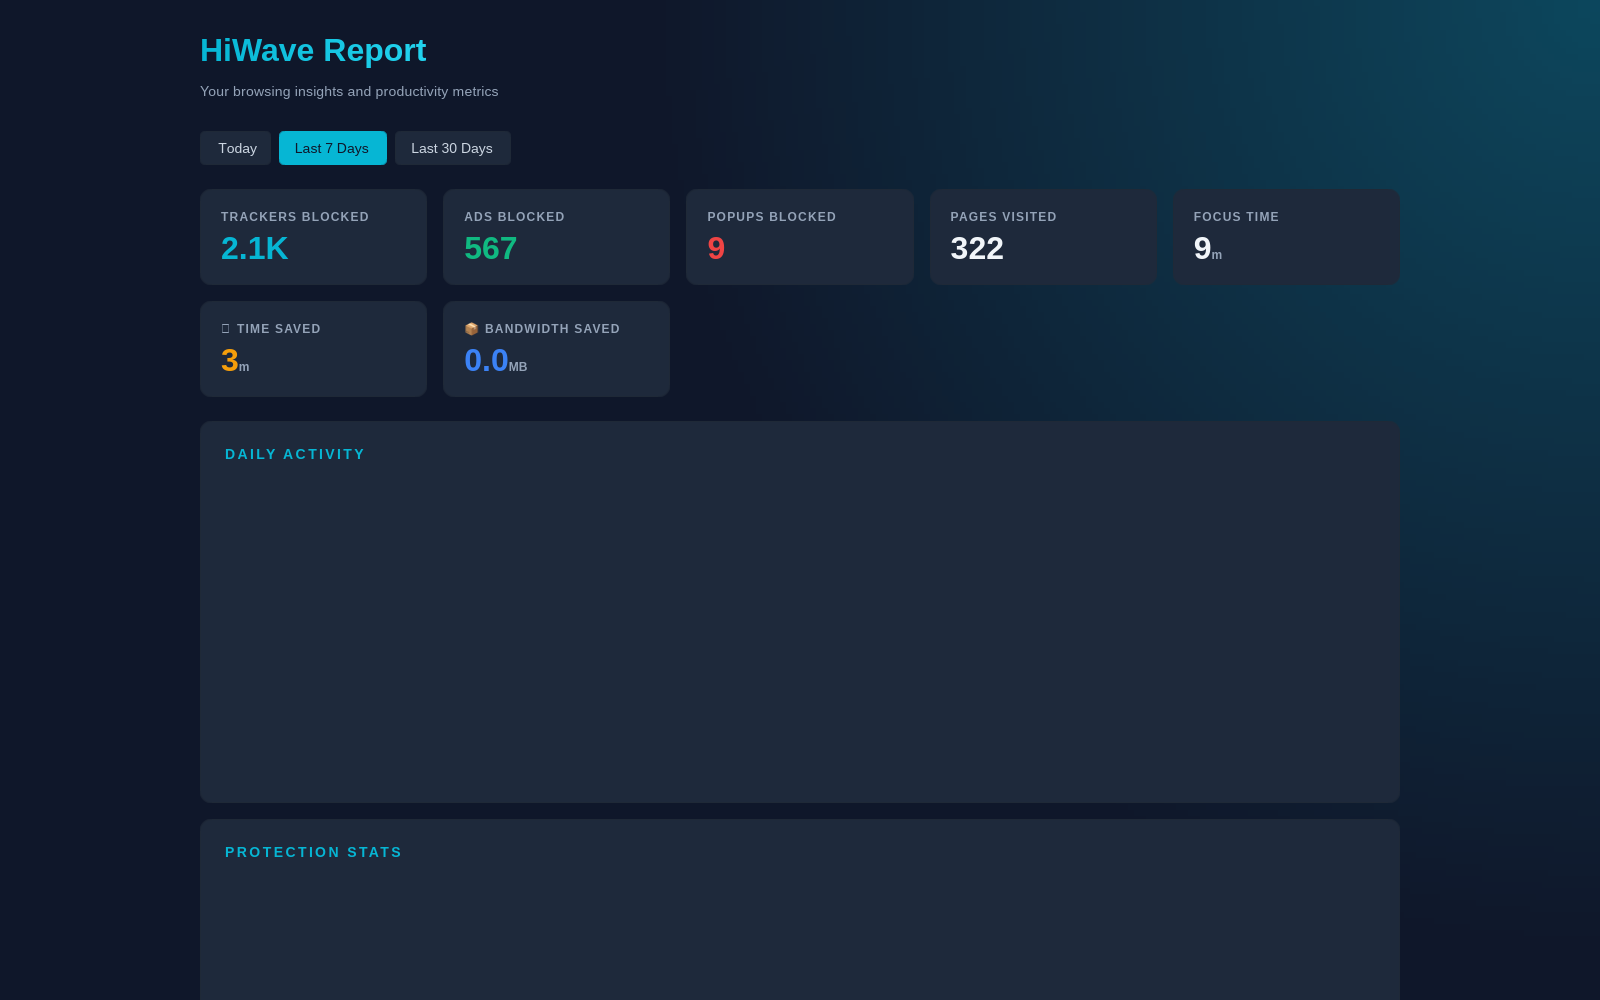 HiWave Report
Your browsing insights and productivity metrics
Today Last 7 Days Last 30 Days
TRACKERS BLOCKED ADS BLOCKED POPUPS BLOCKED PAGES VISITED FOCUS TIME
2.1K 567 9 322 9m
TIME SAVED 📦 BANDWIDTH SAVED
3m 0.0MB
DAILY ACTIVITY
PROTECTION STATS